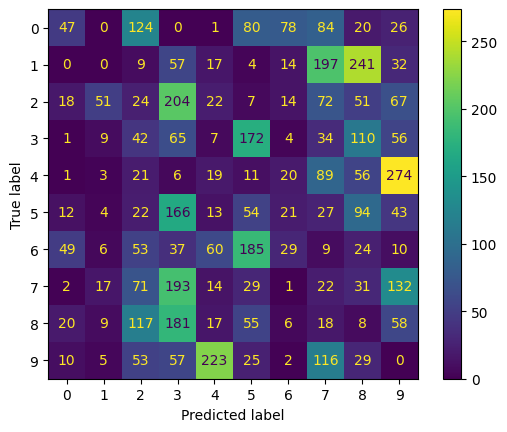 0 47 0 124 0 1 80 78 84 20 26
1 0 0 9 57 17 4 14 197 241 32
2 18 51 24 204 22 7 14 72 51 67
3 1 9 42 65 7 172 4 34 110 56
4 1 3 21 6 19 11 20 89 56 274
5 12 4 22 166 13 54 21 27 94 43
6 49 6 53 37 60 185 29 9 24 10
7 2 17 71 193 14 29 1 22 31 132
8 20 9 117 181 17 55 6 18 8 58
9 10 5 53 57 223 25 2 116 29 0
0 1 2 3 4 5 6 7 8 9
Predicted label
True label
250
200
150
100
50
0